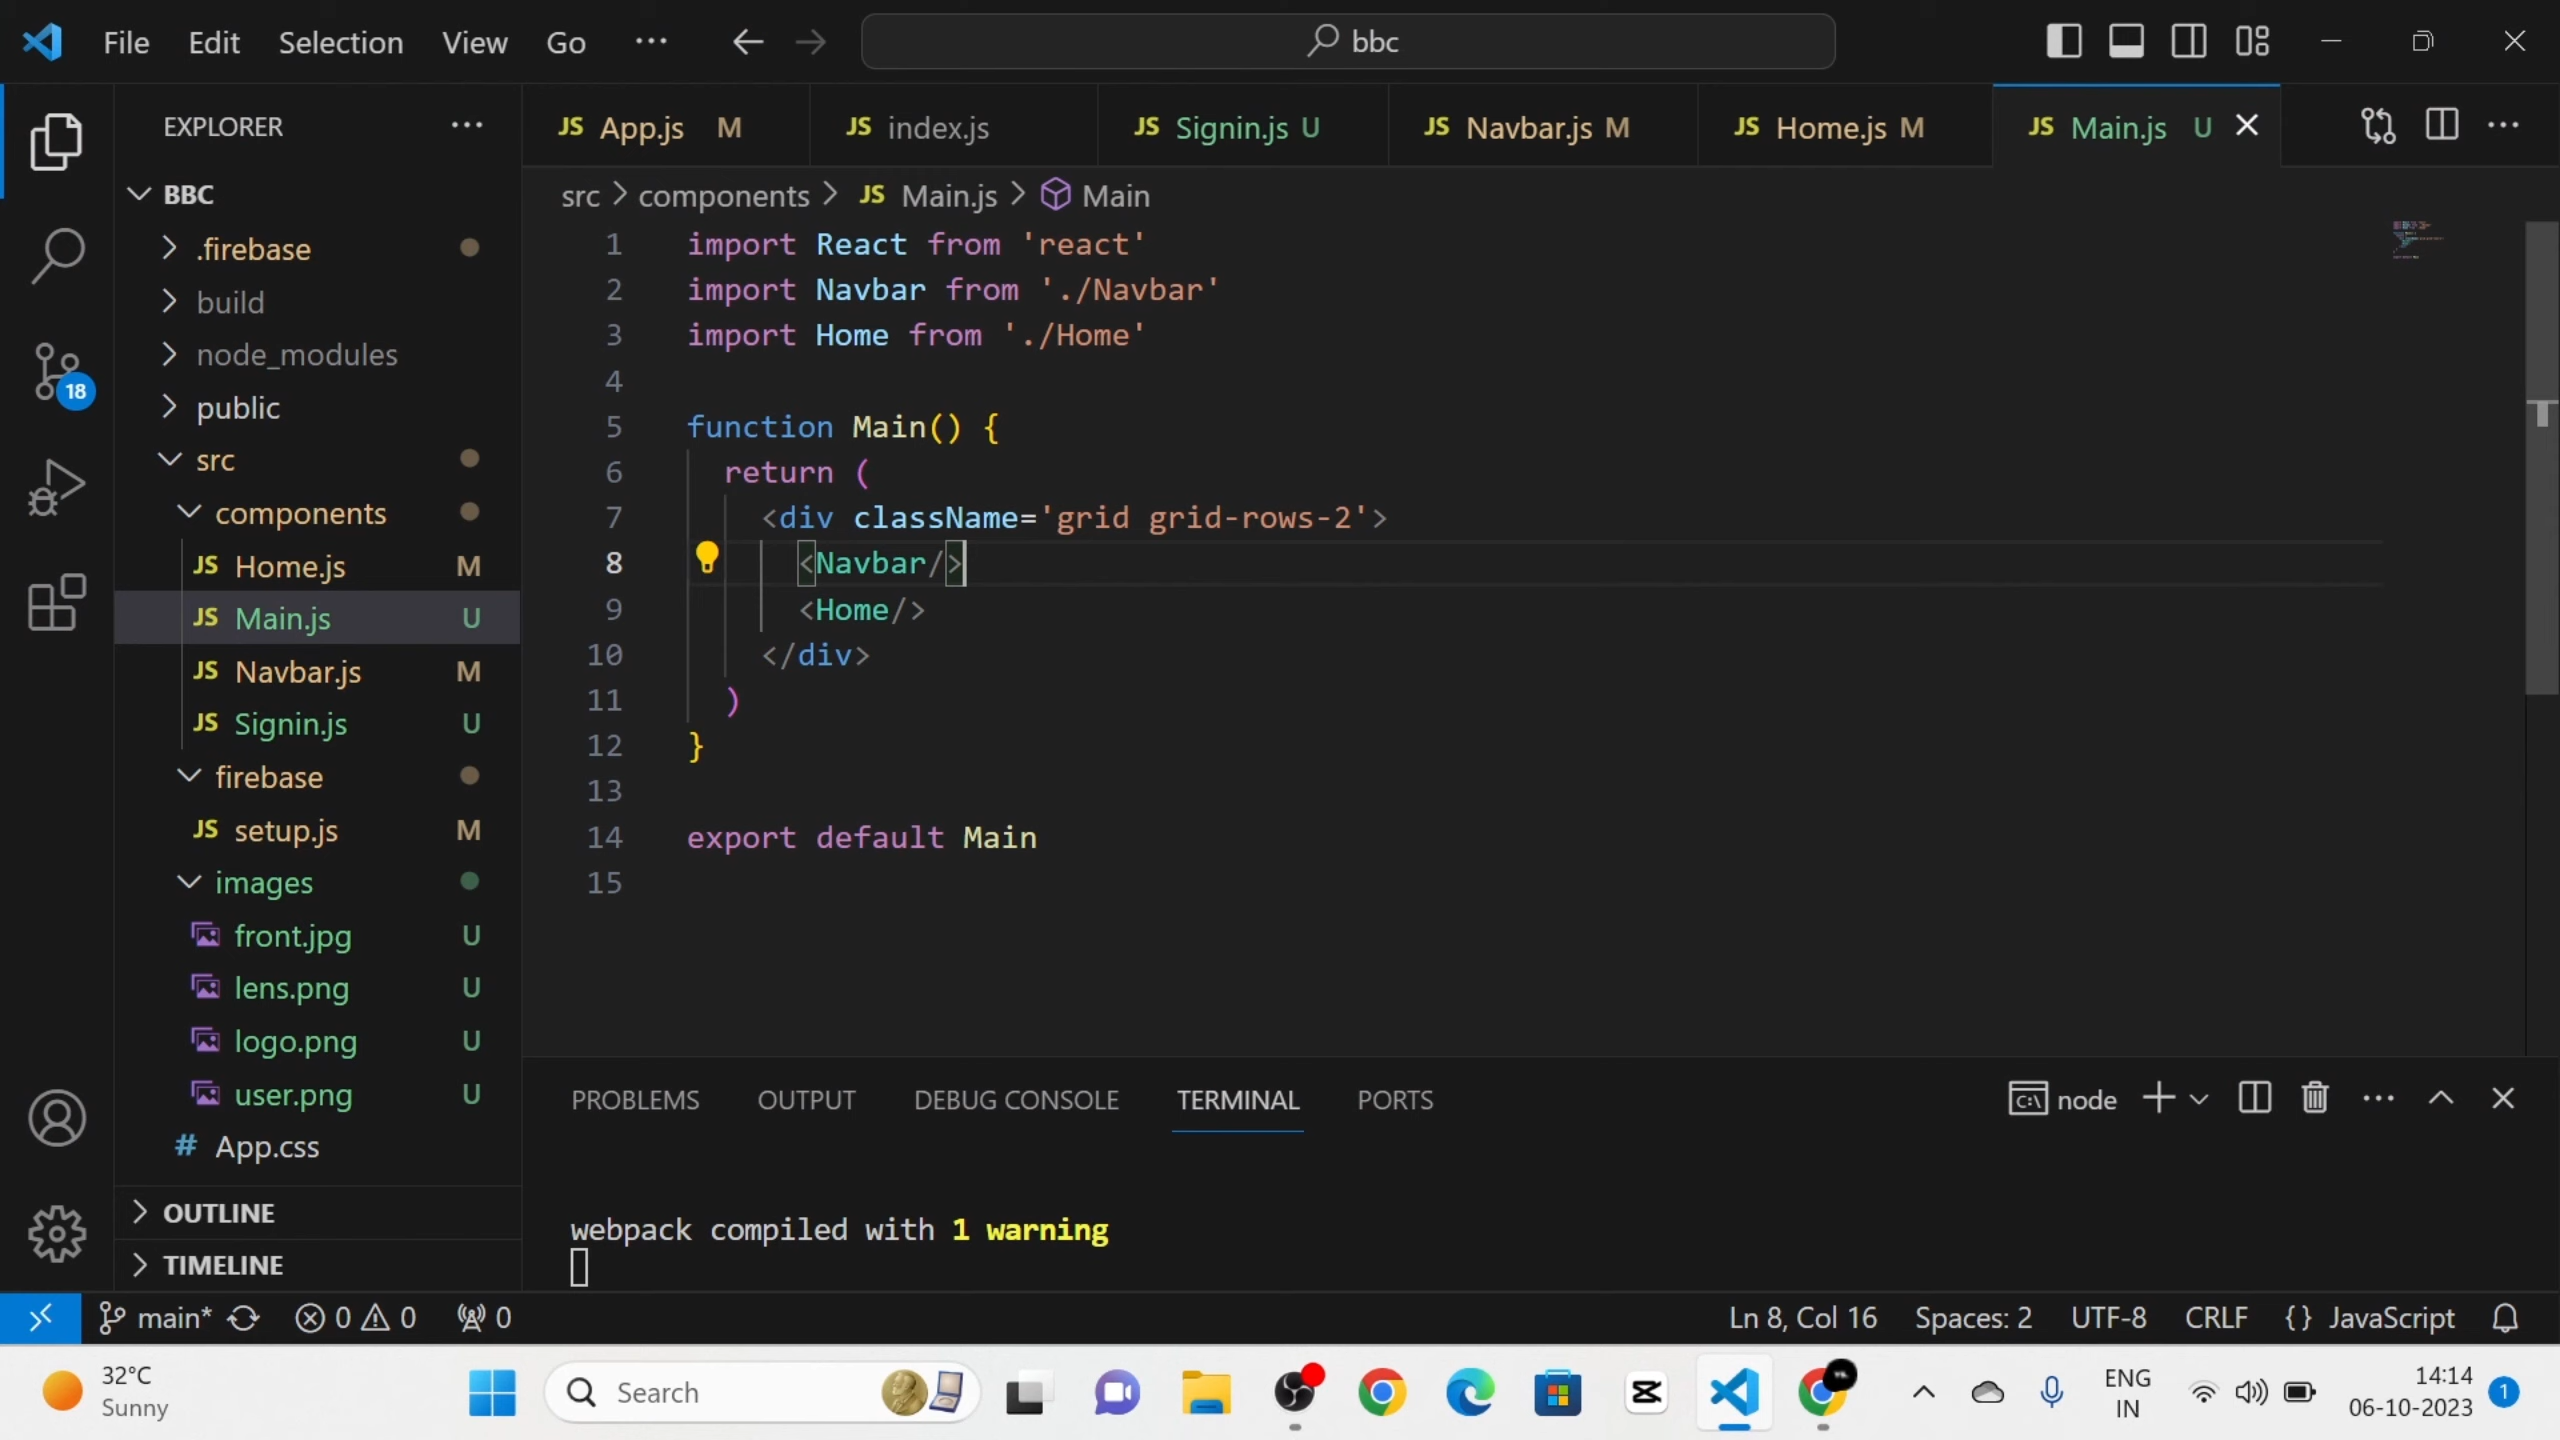 File Edit Selection View Go ··· bbc
EXPLORER ···
BBC
.firebase
build
node_modules
public
src
components
JS Home.js M
JS Main.js U
JS Navbar.js M
JS Signin.js U
firebase
JS setup.js M
images
front.jpg U
lens.png U
logo.png U
user.png U
# App.css
OUTLINE
TIMELINE
18
JS App.js M JS index.js JS Signin.js U JS Navbar.js M JS Home.js M JS Main.js U
src > components > JS Main.js > Main
1 import React from 'react'
2 import Navbar from './Navbar'
3 import Home from './Home'
4
5 function Main() {
6 return (
7 <div className='grid grid-rows-2'>
8 <Navbar/>
9 <Home/>
10 </div>
11 )
12 }
13
14 export default Main
15
PROBLEMS OUTPUT DEBUG CONSOLE TERMINAL PORTS C:\ node
webpack compiled with 1 warning
main* 0 0 0 Ln 8, Col 16 Spaces: 2 UTF-8 CRLF {} JavaScript
32°C
Sunny
Search
ENG
IN
14:14
06-10-2023
1